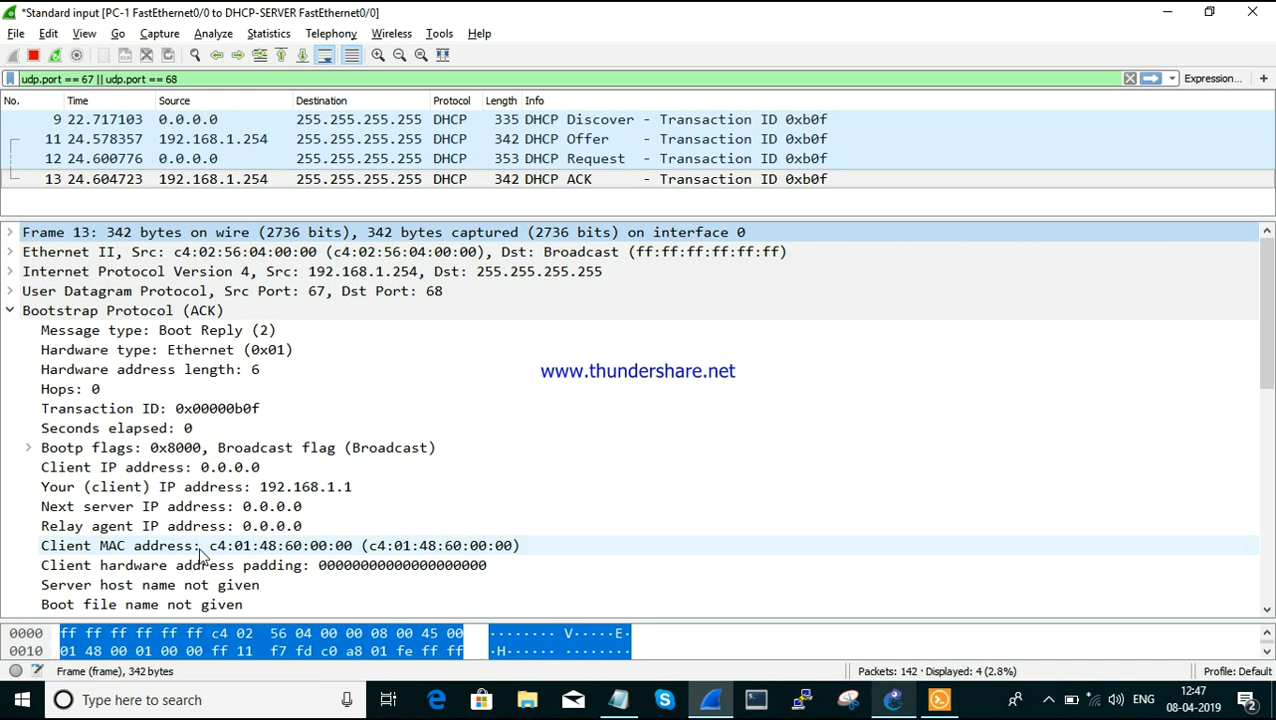 *Standard input [PC-1 FastEthernet0/0 to DHCP-SERVER FastEthernet0/0]
File Edit View Go Capture Analyze Statistics Telephony Wireless Tools Help
udp.port == 67 || udp.port == 68 Expression... +
No. Time Source Destination Protocol Length Info
9 22.717103 0.0.0.0 255.255.255.255 DHCP 335 DHCP Discover - Transaction ID 0xb0f
11 24.578357 192.168.1.254 255.255.255.255 DHCP 342 DHCP Offer - Transaction ID 0xb0f
12 24.600776 0.0.0.0 255.255.255.255 DHCP 353 DHCP Request - Transaction ID 0xb0f
13 24.604723 192.168.1.254 255.255.255.255 DHCP 342 DHCP ACK - Transaction ID 0xb0f
Frame 13: 342 bytes on wire (2736 bits), 342 bytes captured (2736 bits) on interface 0
Ethernet II, Src: c4:02:56:04:00:00 (c4:02:56:04:00:00), Dst: Broadcast (ff:ff:ff:ff:ff:ff)
Internet Protocol Version 4, Src: 192.168.1.254, Dst: 255.255.255.255
User Datagram Protocol, Src Port: 67, Dst Port: 68
Bootstrap Protocol (ACK)
Message type: Boot Reply (2)
Hardware type: Ethernet (0x01)
Hardware address length: 6
www.thundershare.net
Hops: 0
Transaction ID: 0x00000b0f
Seconds elapsed: 0
Bootp flags: 0x8000, Broadcast flag (Broadcast)
Client IP address: 0.0.0.0
Your (client) IP address: 192.168.1.1
Next server IP address: 0.0.0.0
Relay agent IP address: 0.0.0.0
Client MAC address: c4:01:48:60:00:00 (c4:01:48:60:00:00)
Client hardware address padding: 00000000000000000000
Server host name not given
Boot file name not given
0000 ff ff ff ff ff ff c4 02 56 04 00 00 08 00 45 00 ········ V·····E·
0010 01 48 00 01 00 00 ff 11 f7 fd c0 a8 01 fe ff ff ·H······ ········
Frame (frame), 342 bytes Packets: 142 · Displayed: 4 (2.8%) Profile: Default
Type here to search ENG 12:47
08-04-2019 2